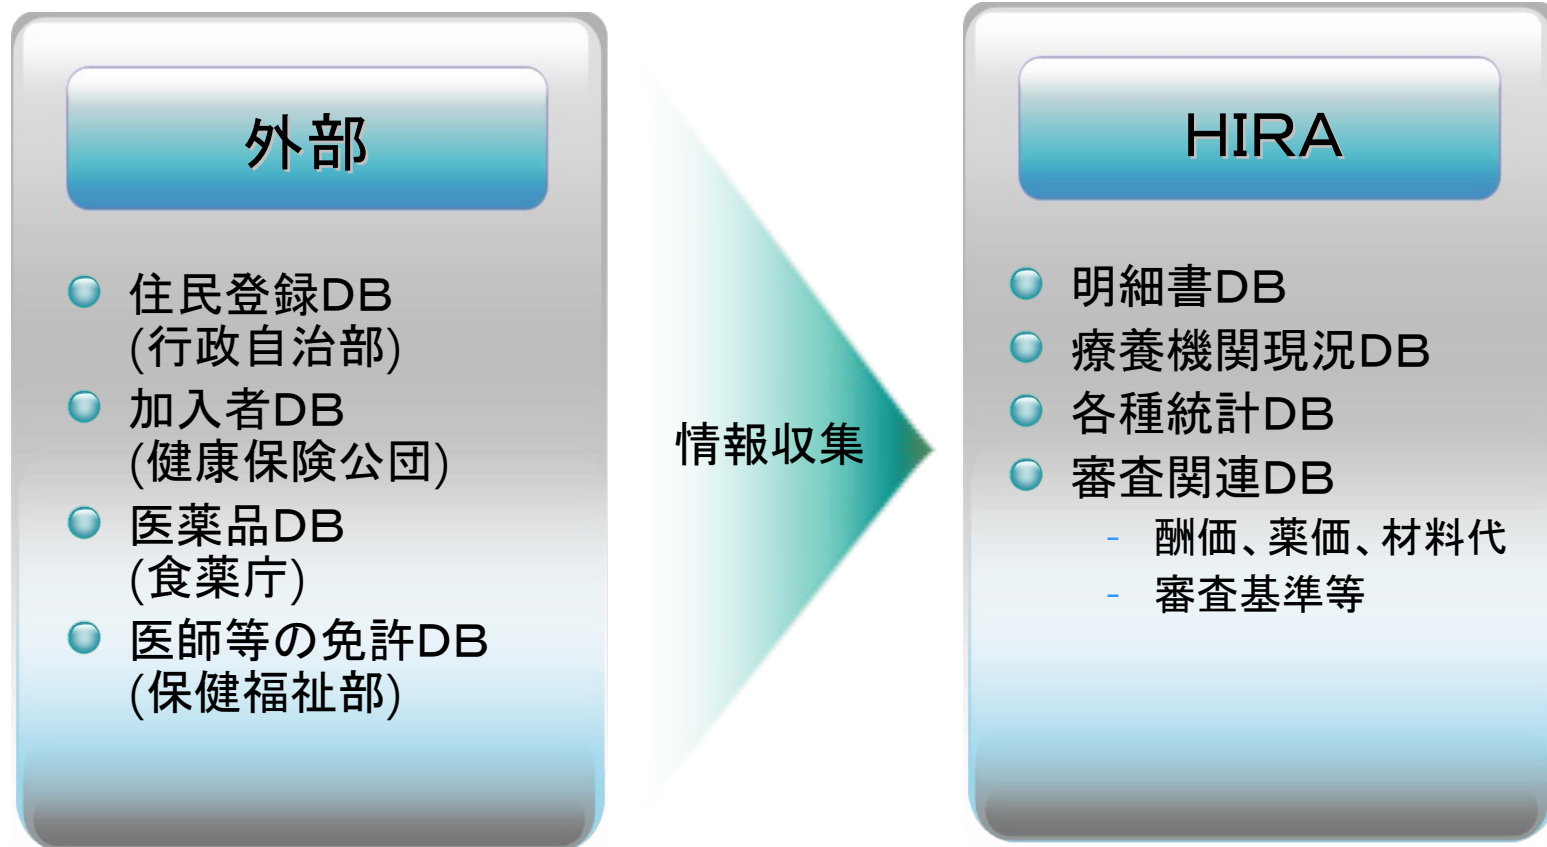 外部
住民登録DB
(行政自治部)
加入者DB
(健康保険公団)
医薬品DB
(食薬庁)
医師等の免許DB
(保健福祉部)
情報収集
HIRA
明細書DB
療養機関現況DB
各種統計DB
審査関連DB
- 酬価、薬価、材料代
- 審査基準等